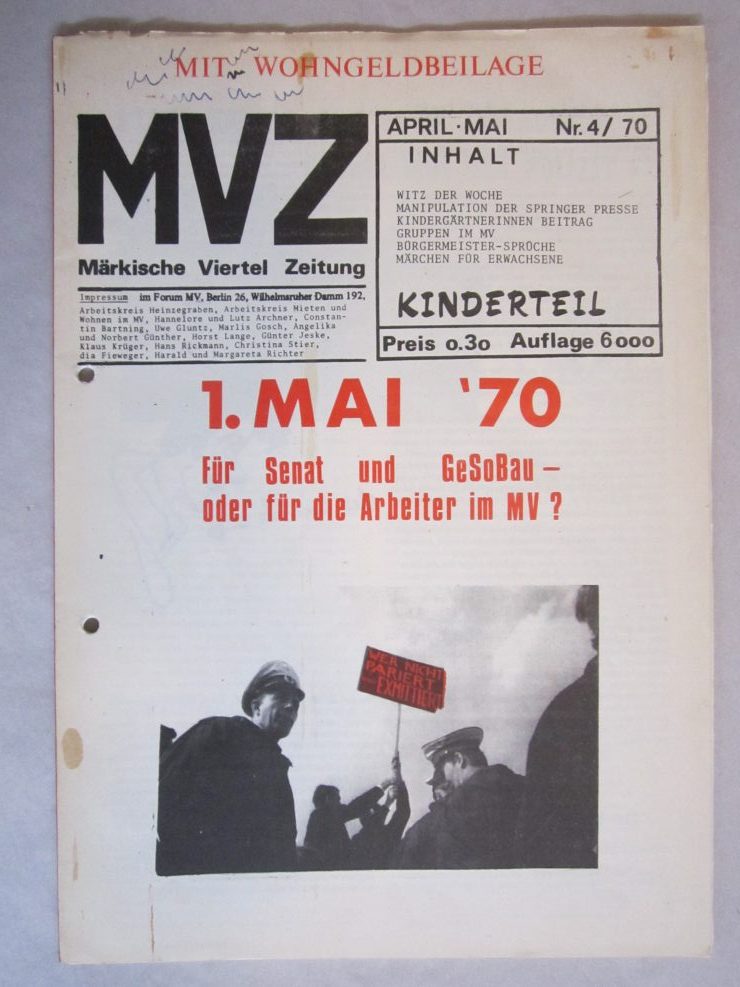 MIT WOHNGELDBEILAGE
MVZ
Märkische Viertel Zeitung
Impressum im Forum MV, Berlin 26, Wilhelmsruher Damm 192,
Arbeitskreis Heinzegraben, Arbeitskreis Mieten und
Wohnen im MV, Hannelore und Lutz Archner, Constan-
tin Bartning, Uwe Gluntz, Marlis Gosch, Angelika
und Norbert Günther, Horst Lange, Günter Jeske,
Klaus Krüger, Hans Rickmann, Christina Stier,
dia Fieweger, Harald und Margareta Richter
APRIL·MAI Nr.4/70
INHALT
WITZ DER WOCHE
MANIPULATION DER SPRINGER PRESSE
KINDERGÄRTNERINNEN BEITRAG
GRUPPEN IM MV
BÜRGERMEISTER-SPRÜCHE
MÄRCHEN FÜR ERWACHSENE
KINDERTEIL
Preis 0.30 Auflage 6000
1. MAI '70
Für Senat und GeSoBau –
oder für die Arbeiter im MV ?
WER NICHT
PARIERT
EXMITTIERT